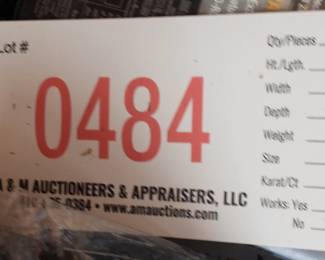 Lot #
0484
& M AUCTIONEERS & APPRAISERS, LLC
-0384 • www.amauctions.com
Qty/Pieces
Ht./Lgth.
Width
Depth
Weight
Size
Karat/Ct
Works: Yes
No